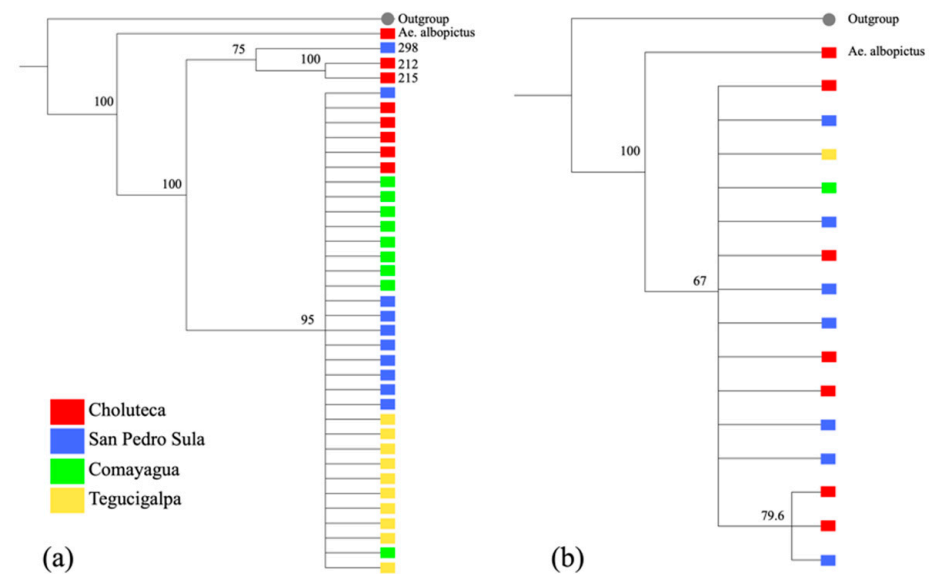 Outgroup
Ae. albopictus
75
298
100
212
215
100
100
95
Choluteca
San Pedro Sula
Comayagua
Tegucigalpa
(a)
Outgroup
Ae. albopictus
100
67
79.6
(b)